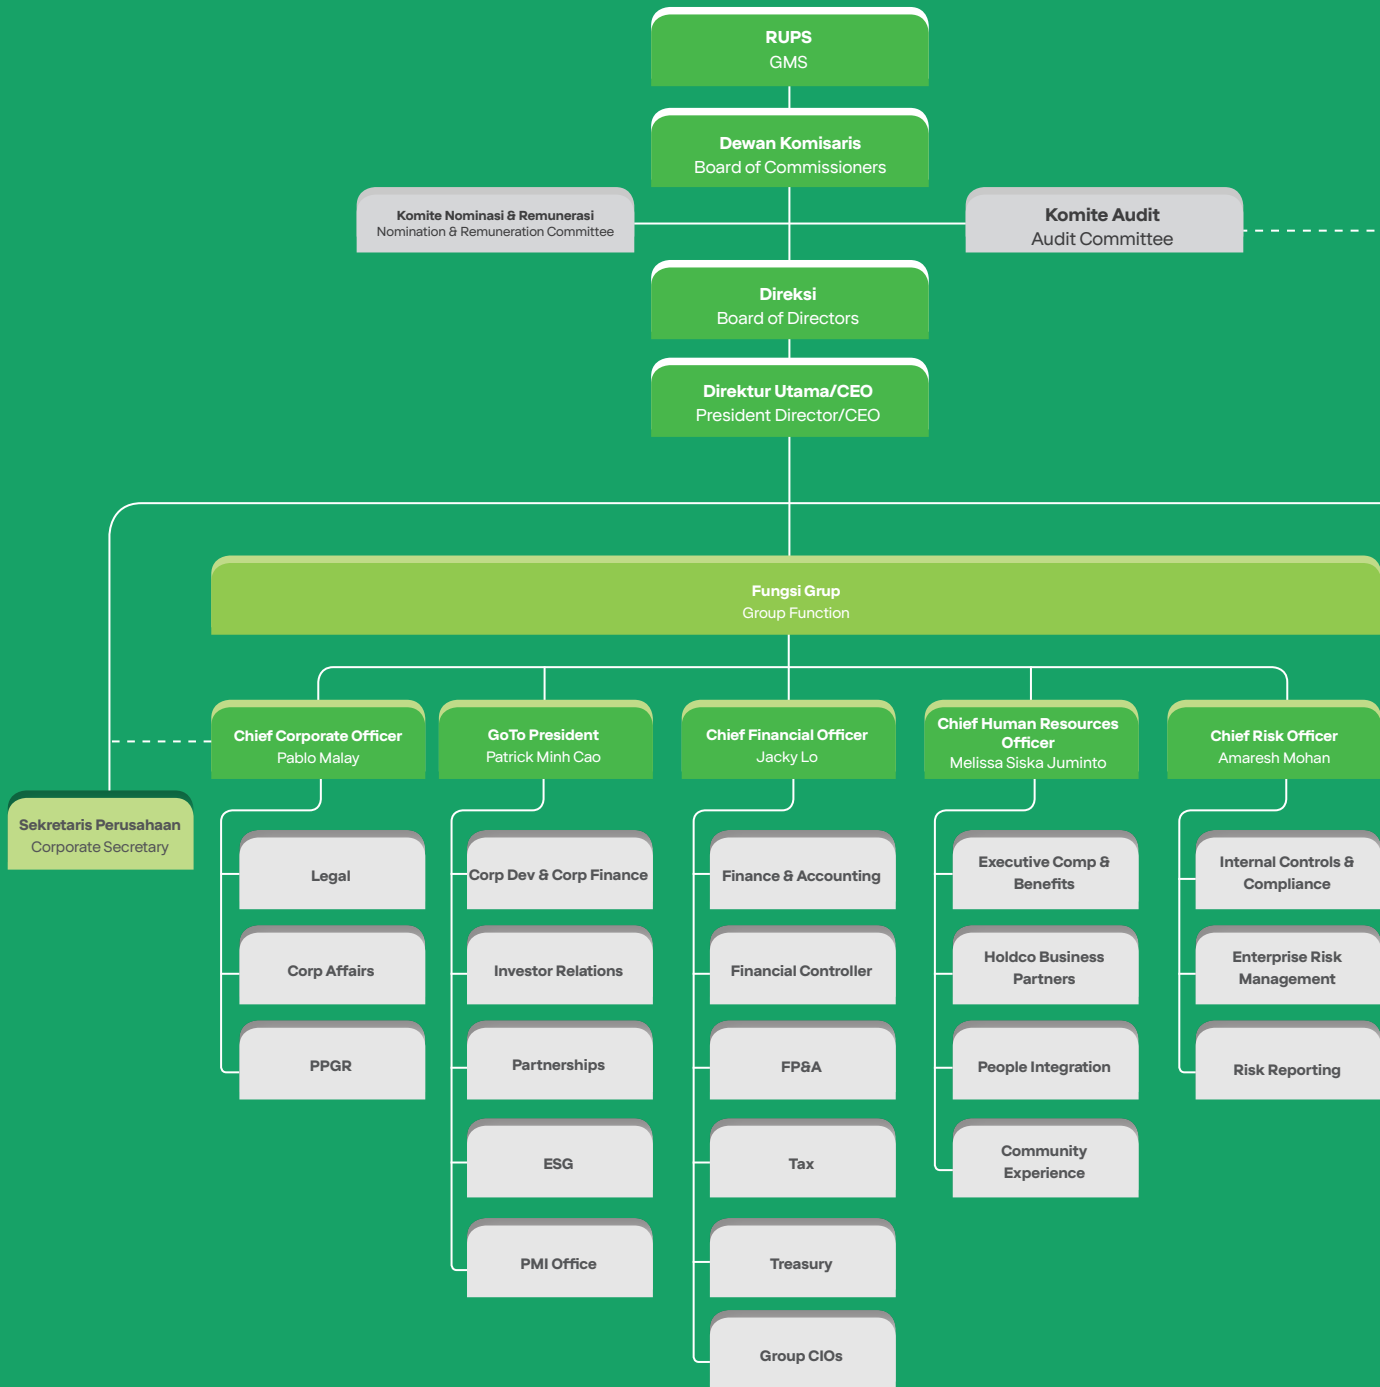 RUPS
GMS
Dewan Komisaris
Board of Commissioners
Komite Nominasi & Remunerasi
Nomination & Remuneration Committee
Komite Audit
Audit Committee
Direksi
Board of Directors
Direktur Utama/CEO
President Director/CEO
Fungsi Grup
Group Function
Chief Corporate Officer
Pablo Malay
GoTo President
Patrick Minh Cao
Chief Financial Officer
Jacky Lo
Chief Human Resources
Officer
Melissa Siska Juminto
Chief Risk Officer
Amaresh Mohan
Sekretaris Perusahaan
Corporate Secretary
Legal
Corp Affairs
PPGR
Corp Dev & Corp Finance
Investor Relations
Partnerships
ESG
PMI Office
Finance & Accounting
Financial Controller
FP&A
Tax
Treasury
Group CIOs
Executive Comp &
Benefits
Holdco Business
Partners
People Integration
Community
Experience
Internal Controls &
Compliance
Enterprise Risk
Management
Risk Reporting